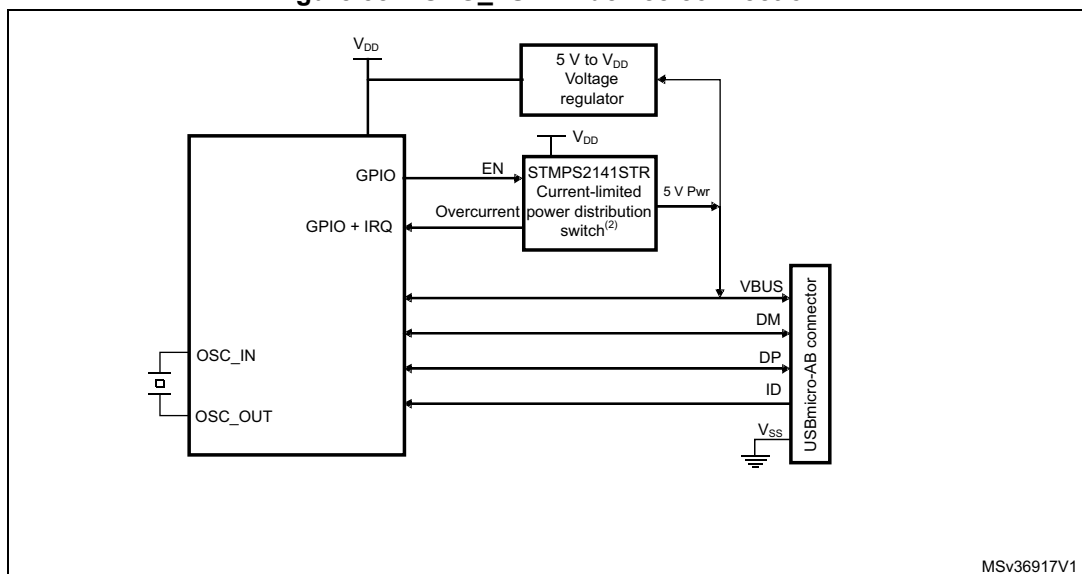 V_DD
5 V to V_DD
Voltage
regulator
V_DD
GPIO
EN
STMPS2141STR
Current-limited
power distribution
switch(2)
5 V Pwr
Overcurrent
GPIO + IRQ
VBUS
DM
DP
ID
V_SS
USBmicro-AB connector
OSC_IN
OSC_OUT
MSv36917V1